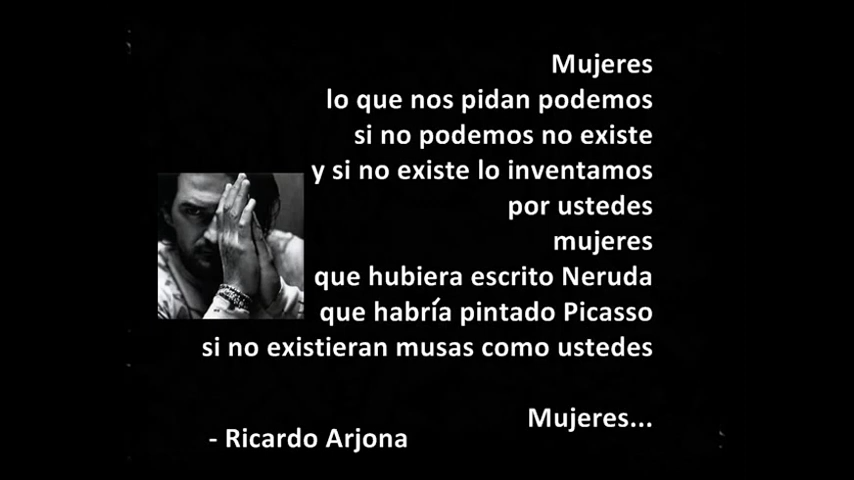 Mujeres
lo que nos pidan podemos
si no podemos no existe
y si no existe lo inventamos
por ustedes
mujeres
que hubiera escrito Neruda
que habría pintado Picasso
si no existieran musas como ustedes
Mujeres...
- Ricardo Arjona